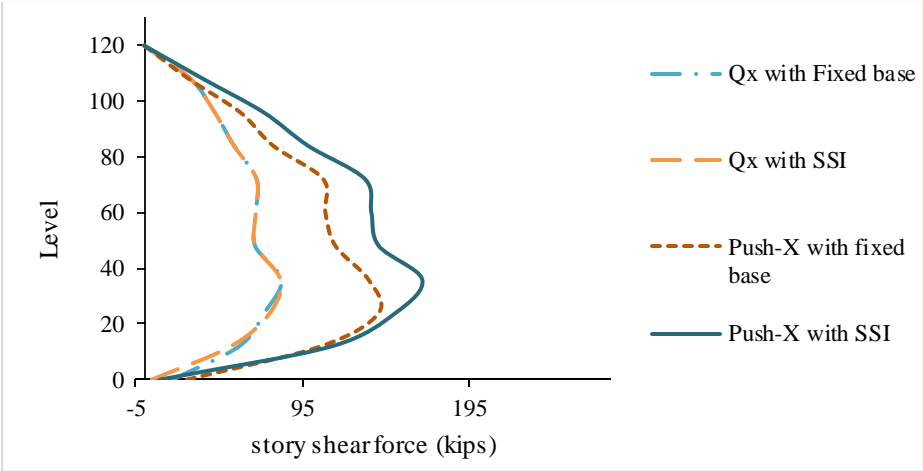 120
100
80
60
40
20
0
Level
-5
95
195
story shear force (kips)
Qx with Fixed base
Qx with SSI
Push-X with fixed
base
Push-X with SSI